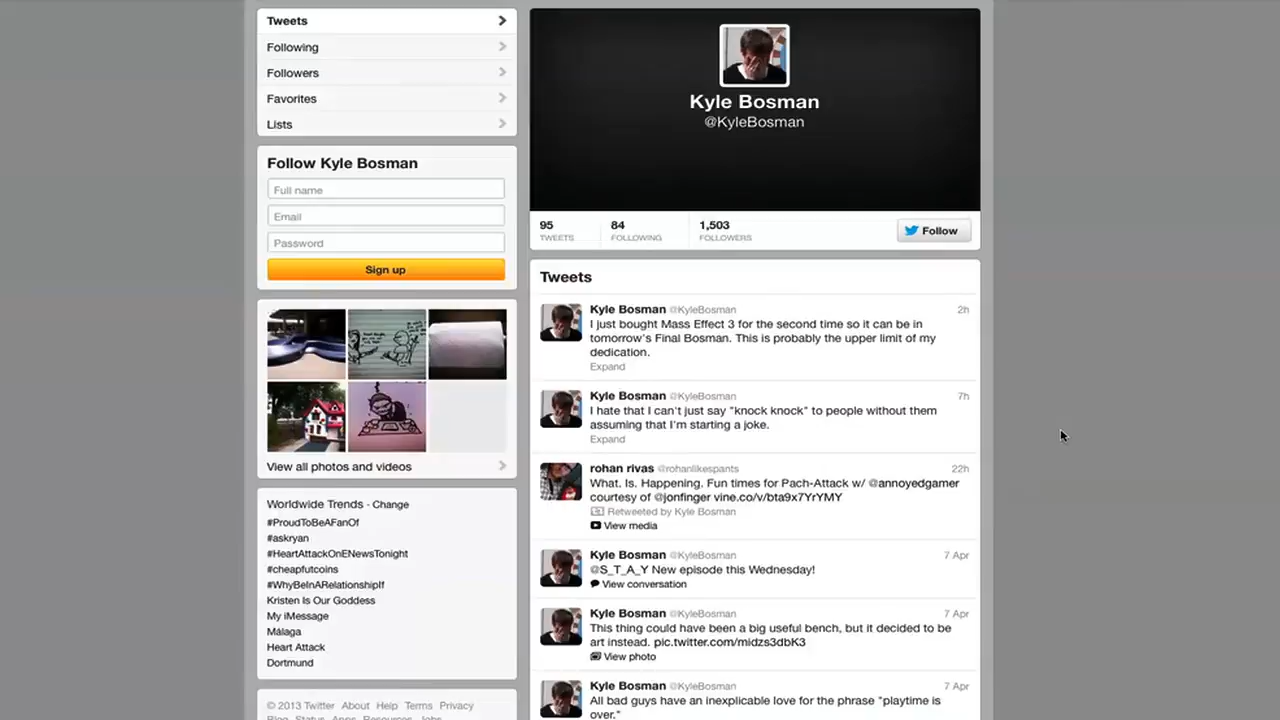 Tweets
Following
Followers
Favorites
Lists
Follow Kyle Bosman
Full name
Email
Password
Sign up
View all photos and videos
Worldwide Trends - Change
#ProudToBeAFanOf
#askryan
#HeartAttackOnENewsTonight
#cheapfutcoins
#WhyBeInARelationshipIf
Kristen Is Our Goddess
My iMessage
Málaga
Heart Attack
Dortmund
© 2013 Twitter About Help Terms Privacy
Blog Status Apps Resources Jobs
Kyle Bosman
@KyleBosman
95 84 1,503
TWEETS FOLLOWING FOLLOWERS
Follow
Tweets
Kyle Bosman @KyleBosman 2h
I just bought Mass Effect 3 for the second time so it can be in
tomorrow's Final Bosman. This is probably the upper limit of my
dedication.
Expand
Kyle Bosman @KyleBosman 7h
I hate that I can't just say "knock knock" to people without them
assuming that I'm starting a joke.
Expand
rohan rivas @rohanlikespants 22h
What. Is. Happening. Fun times for Pach-Attack w/ @annoyedgamer
courtesy of @jonfinger vine.co/v/bta9x7YrYMY
Retweeted by Kyle Bosman
View media
Kyle Bosman @KyleBosman 7 Apr
@S_T_A_Y New episode this Wednesday!
View conversation
Kyle Bosman @KyleBosman 7 Apr
This thing could have been a big useful bench, but it decided to be
art instead. pic.twitter.com/midzs3dbK3
View photo
Kyle Bosman @KyleBosman 7 Apr
All bad guys have an inexplicable love for the phrase "playtime is
over."